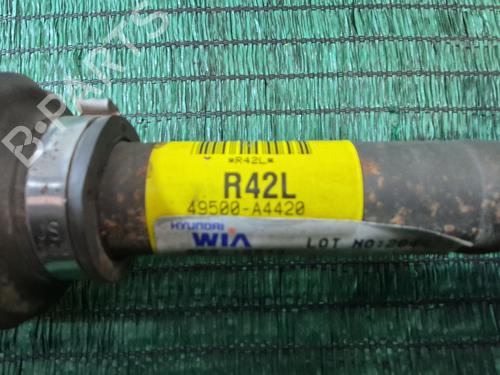 B-PARTS
*R42L*
R42L
49500-A4420
HYUNDAI
WIA
LOT NO: